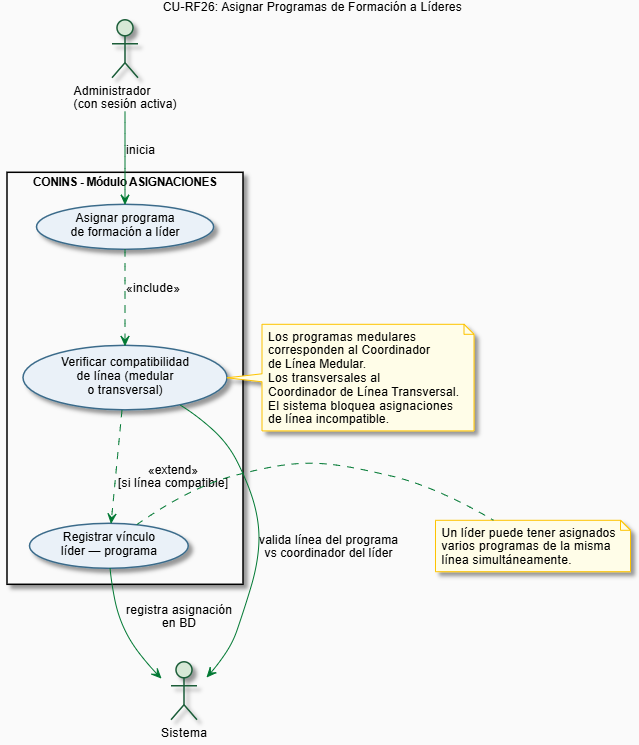 CU-RF26: Asignar Programas de Formación a Líderes
Administrador
(con sesión activa)
inicia
CONINS - Módulo ASIGNACIONES
Asignar programa
de formación a líder
«include»
Verificar compatibilidad
de línea (medular
o transversal)
Los programas medulares
corresponden al Coordinador
de Línea Medular.
Los transversales al
Coordinador de Línea Transversal.
El sistema bloquea asignaciones
de línea incompatible.
«extend»
[si línea compatible]
Registrar vínculo
líder — programa
valida línea del programa
vs coordinador del líder
Un líder puede tener asignados
varios programas de la misma
línea simultáneamente.
registra asignación
en BD
Sistema